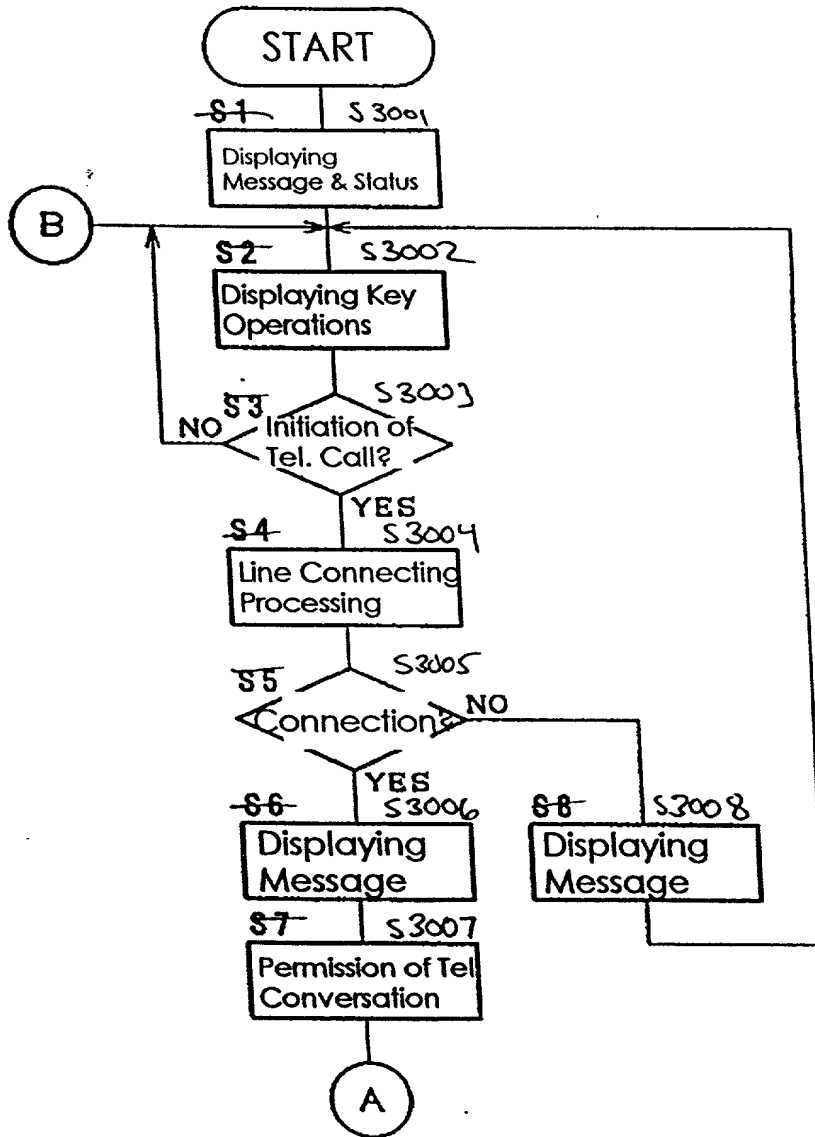 START
S1 S3001
Displaying
Message & Status
B
S2 S3002
Displaying Key
Operations
S3 S3003
NO
Initiation of
Tel. Call?
YES
S4 S3004
Line Connecting
Processing
S5 S3005
Connection?
NO
YES
S6 S3006
Displaying
Message
S8 S3008
Displaying
Message
S7 S3007
Permission of Tel
Conversation
A